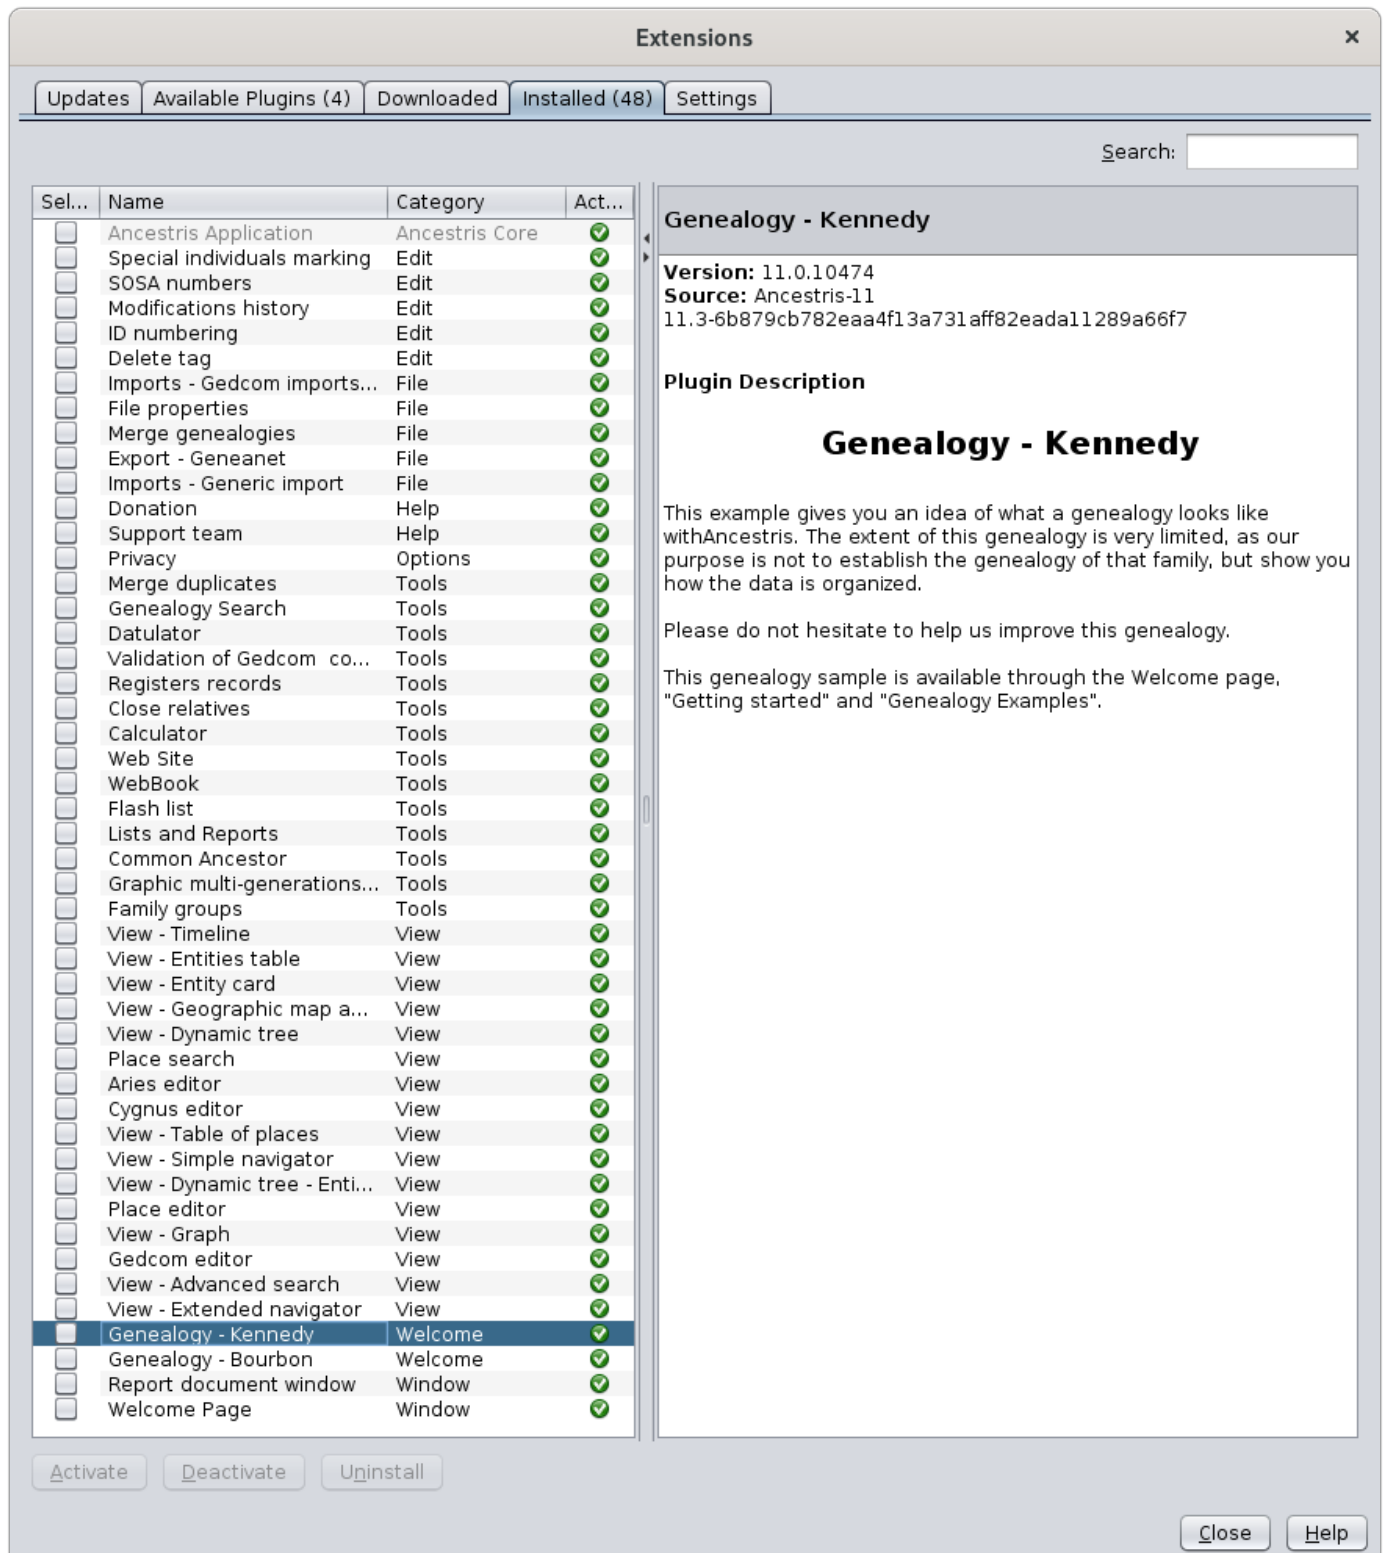 Extensions
Updates Available Plugins (4) Downloaded Installed (48) Settings
Search:
Sel... Name Category Act...
Ancestris Application Ancestris Core
Special individuals marking Edit
SOSA numbers Edit
Modifications history Edit
ID numbering Edit
Delete tag Edit
Imports - Gedcom imports... File
File properties File
Merge genealogies File
Export - Geneanet File
Imports - Generic import File
Donation Help
Support team Help
Privacy Options
Merge duplicates Tools
Genealogy Search Tools
Datulator Tools
Validation of Gedcom co... Tools
Registers records Tools
Close relatives Tools
Calculator Tools
Web Site Tools
WebBook Tools
Flash list Tools
Lists and Reports Tools
Common Ancestor Tools
Graphic multi-generations... Tools
Family groups Tools
View - Timeline View
View - Entities table View
View - Entity card View
View - Geographic map a... View
View - Dynamic tree View
Place search View
Aries editor View
Cygnus editor View
View - Table of places View
View - Simple navigator View
View - Dynamic tree - Enti... View
Place editor View
View - Graph View
Gedcom editor View
View - Advanced search View
View - Extended navigator View
Genealogy - Kennedy Welcome
Genealogy - Bourbon Welcome
Report document window Window
Welcome Page Window
Genealogy - Kennedy
Version: 11.0.10474
Source: Ancestris-11
11.3-6b879cb782eaa4f13a731aff82eada11289a66f7
Plugin Description
Genealogy - Kennedy
This example gives you an idea of what a genealogy looks like
withAncestris. The extent of this genealogy is very limited, as our
purpose is not to establish the genealogy of that family, but show you
how the data is organized.
Please do not hesitate to help us improve this genealogy.
This genealogy sample is available through the Welcome page,
"Getting started" and "Genealogy Examples".
Activate Deactivate Uninstall
Close Help